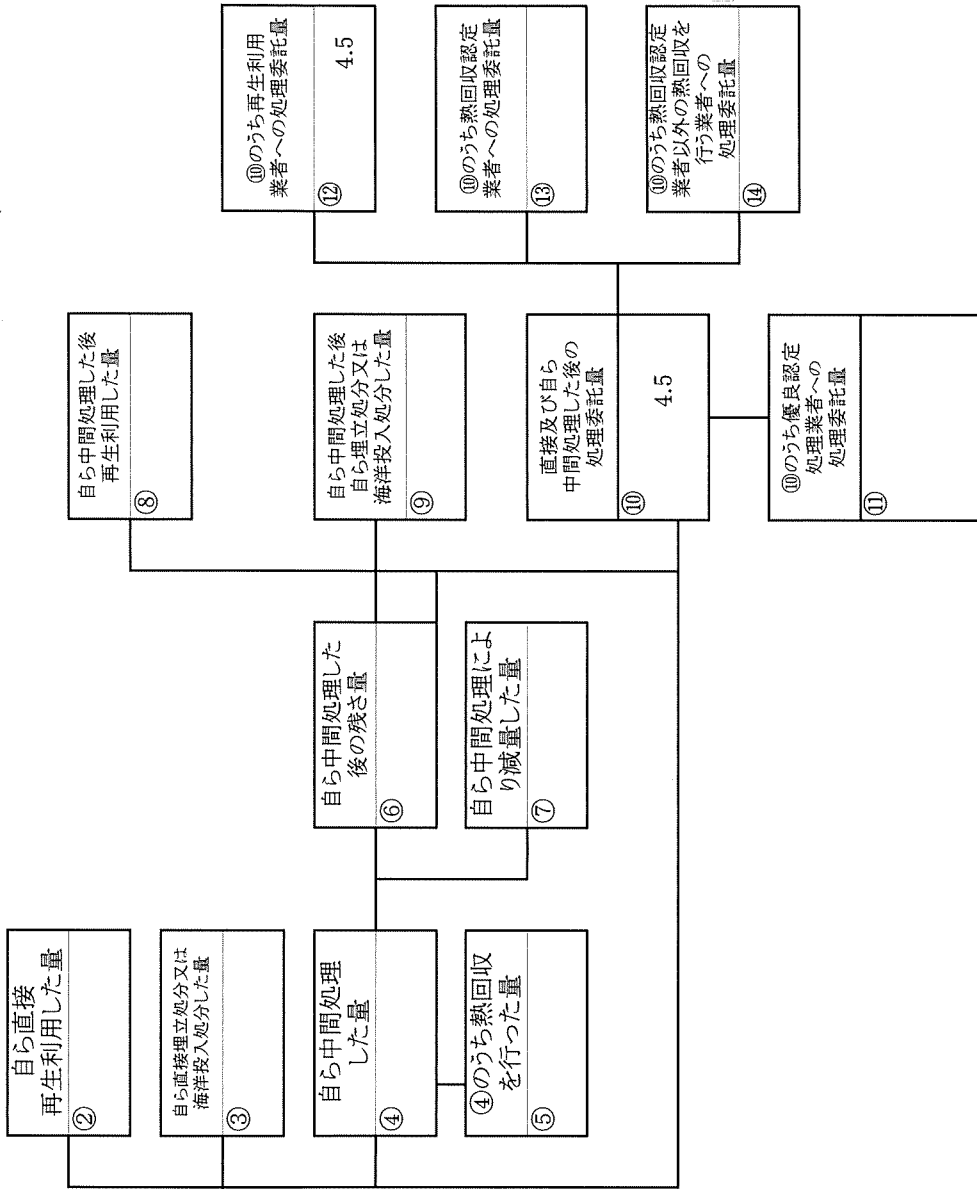 自ら直接
再生利用した量
②
自ら直接埋立処分又は
海洋投入処分した量
③
自ら中間処理
した量
④
④のうち熱回収
を行った量
⑤
自ら中間処理した
後の残さ量
⑥
自ら中間処理によ
り減量した量
⑦
自ら中間処理した後
再生利用した量
⑧
自ら中間処理した後
自ら埋立処分又は
海洋投入処分した量
⑨
直接及び自ら
中間処理した後の
処理委託量
⑩
4.5
⑩のうち優良認定
処理業者への
処理委託量
⑪
⑩のうち再生利用
業者への処理委託量
⑫
4.5
⑩のうち熱回収認定
業者への処理委託量
⑬
⑩のうち熱回収認定
業者以外の熱回収を
行う業者への
処理委託量
⑭